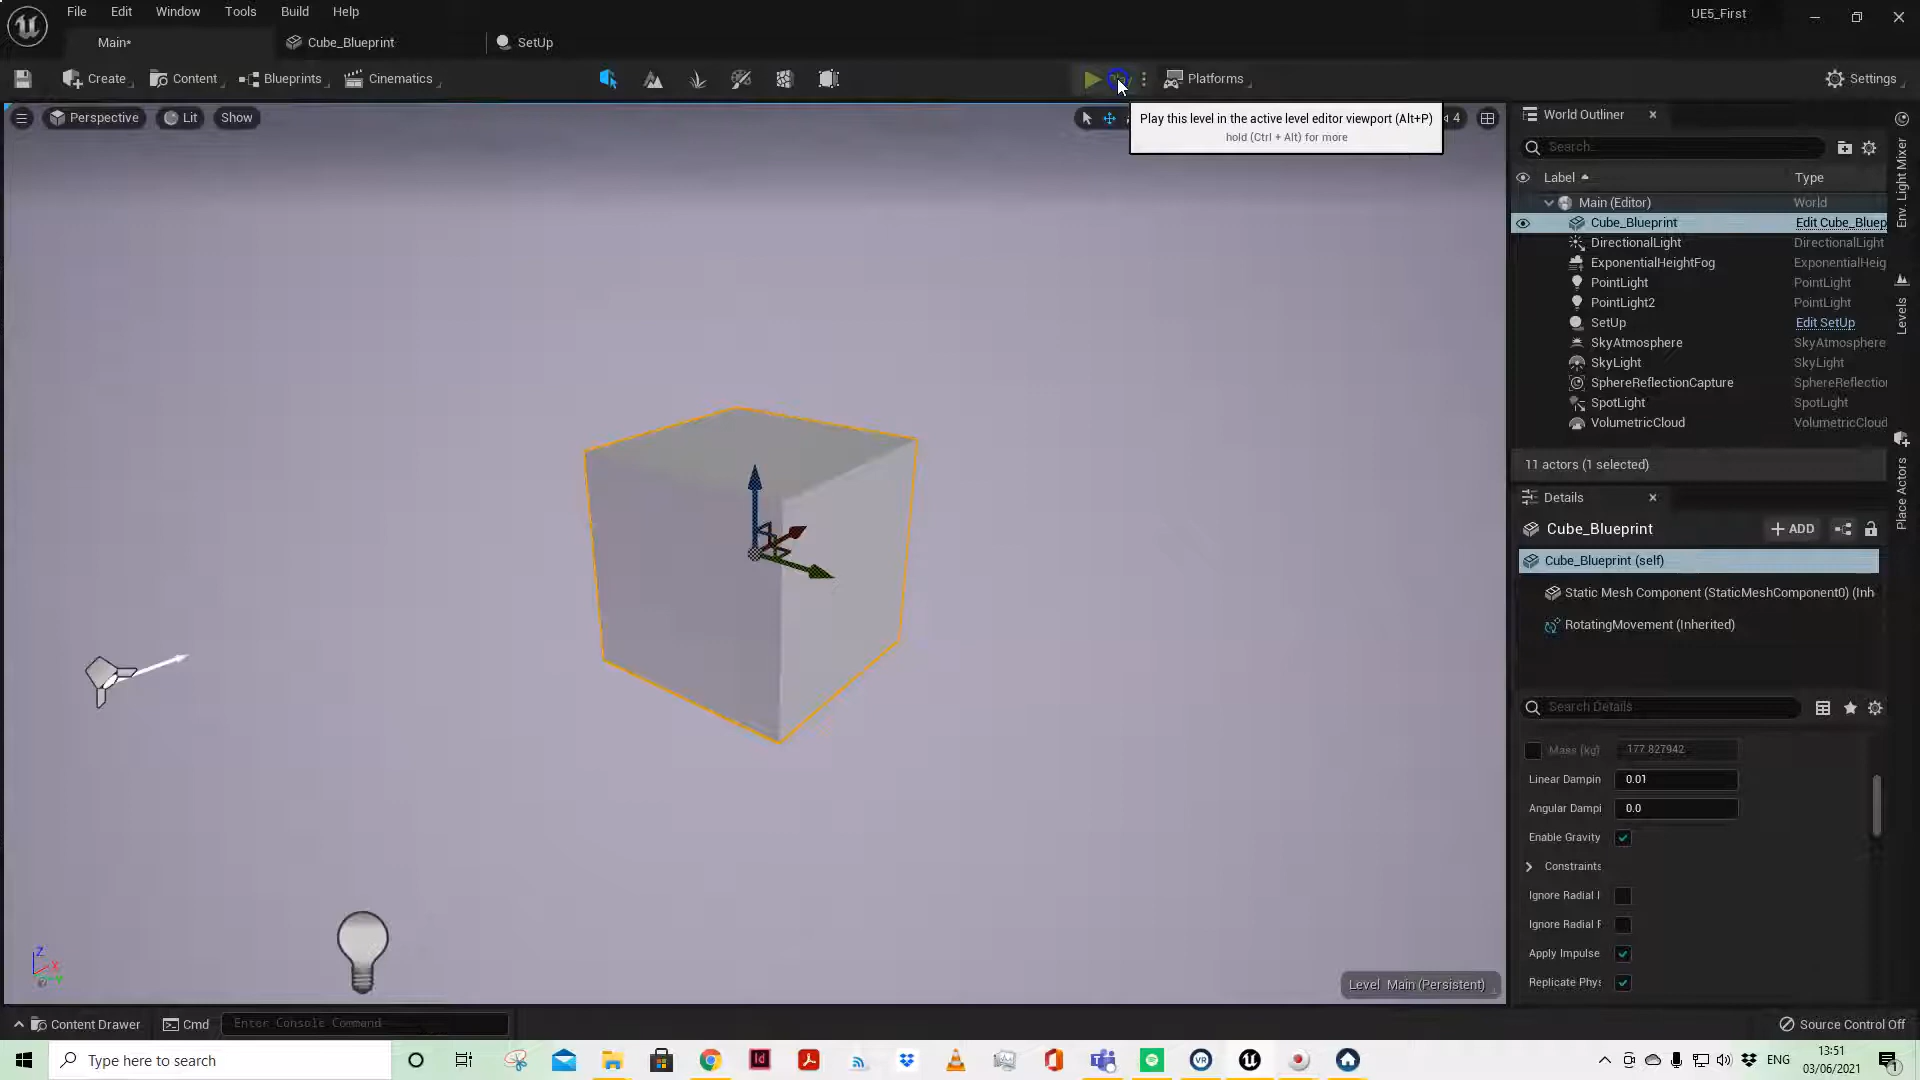 File Edit Window Tools Build Help
UE5_First
Main*
Cube_Blueprint
SetUp
Create
Content
Blueprints
Cinematics
Platforms
Settings
Perspective
Lit
Show
Play this level in the active level editor viewport (Alt+P)
hold (Ctrl + Alt) for more
4
World Outliner
Search...
Label
Type
Main (Editor)
World
Cube_Blueprint
Edit Cube_Bluep
DirectionalLight
DirectionalLight
ExponentialHeightFog
ExponentialHeig
PointLight
PointLight
PointLight2
PointLight
SetUp
Edit SetUp
SkyAtmosphere
SkyAtmosphere
SkyLight
SkyLight
SphereReflectionCapture
SphereReflectio
SpotLight
SpotLight
VolumetricCloud
VolumetricCloud
11 actors (1 selected)
Env. Light Mixer
Levels
Place Actors
Details
Cube_Blueprint
ADD
Cube_Blueprint (self)
Static Mesh Component (StaticMeshComponent0) (Inh
RotatingMovement (Inherited)
Search Details
Mass (kg)
177.827942
Linear Dampin
0.01
Angular Dampi
0.0
Enable Gravity
Constraints
Ignore Radial I
Ignore Radial F
Apply Impulse
Replicate Phys
Z
X
Y
Level Main (Persistent)
Content Drawer
Cmd
Enter Console Command
Source Control Off
Type here to search
ENG
13:51
03/06/2021